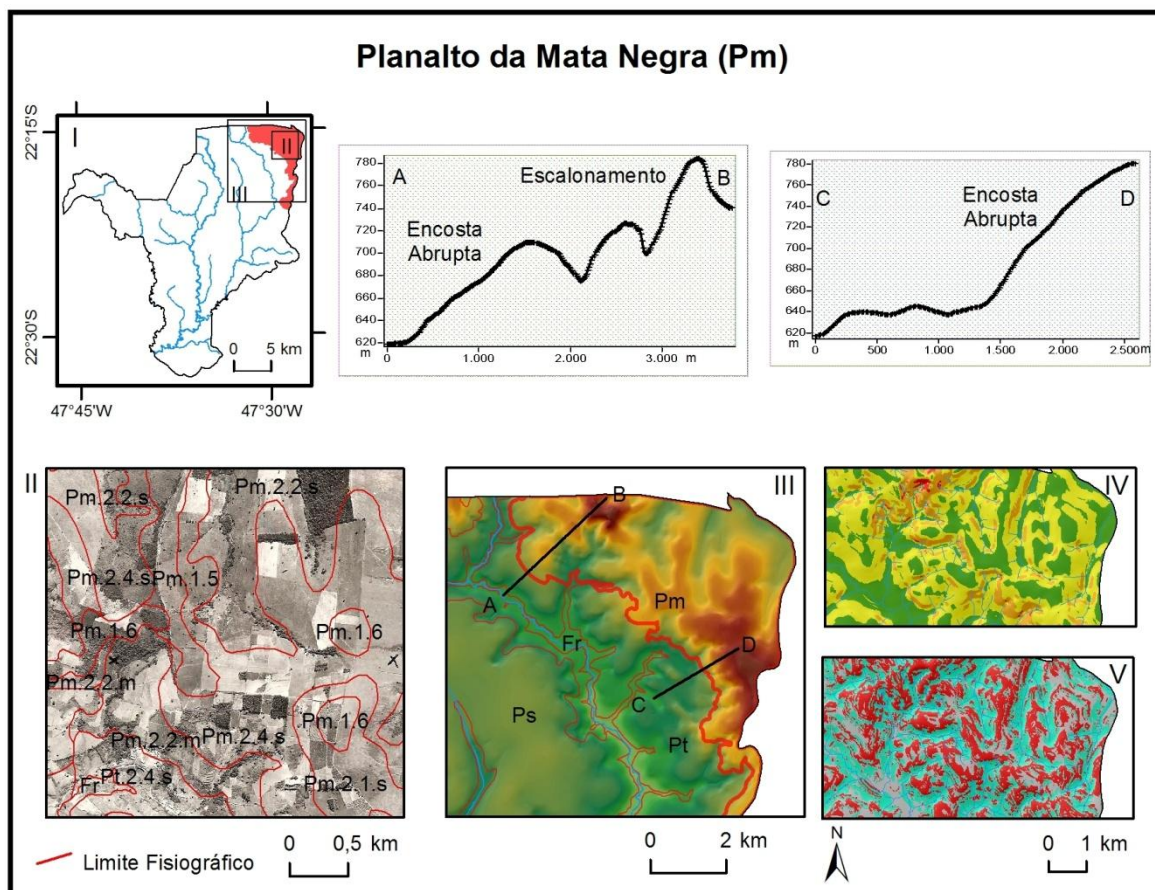 Planalto da Mata Negra (Pm)
22°15'S
22°30'S
I
II
III
0 5 km
47°45'W 47°30'W
780
760
740
720
700
680
660
640
620
m
A
Escalonamento
B
Encosta
Abrupta
0 1.000 2.000 3.000 m
780
760
740
720
700
680
660
640
620
m
C
Encosta
Abrupta
D
0 500 1.000 1.500 2.000 2.500
m
II
Pm.2.2.s
Pm.2.2.s
Pm.2.4.s
Pm.1.5
Pm.1.6
Pm.1.6
x
x
Pm.2.2.m
Pm.1.6
Pm.2.2.m
Pm.2.4.s
Pt.2.4.s
Fr
Pm.2.1.s
Limite Fisiográfico
0 0,5 km
III
B
A
Pm
Fr
D
C
Ps
Pt
0 2 km
IV
V
N
0 1 km